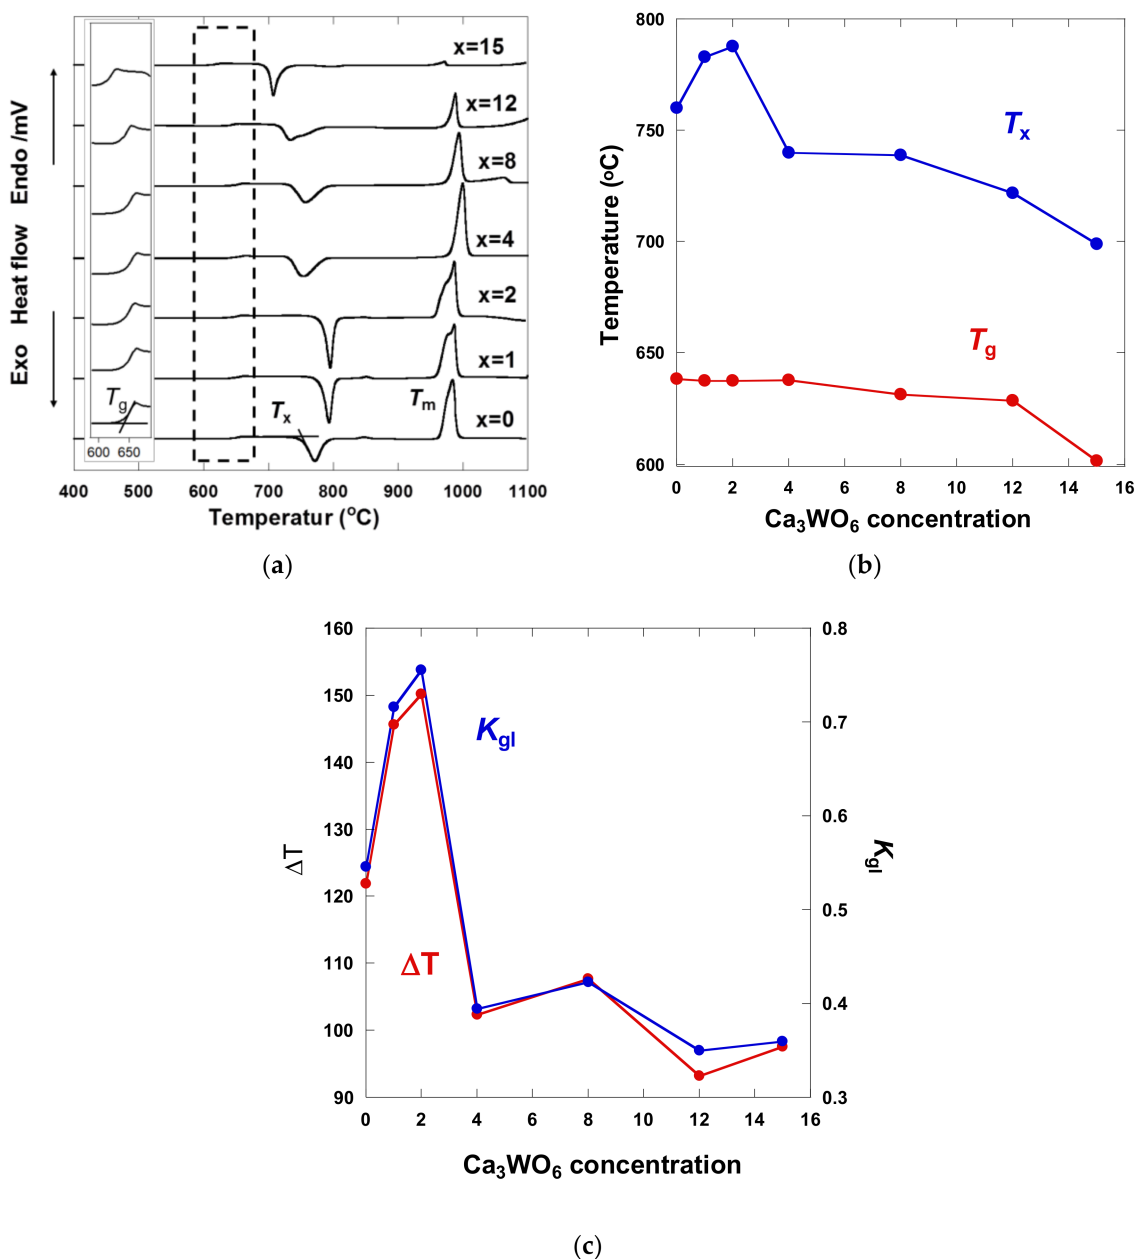 x=15
x=12
x=8
x=4
x=2
x=1
x=0
Exo Heat flow Endo /mV
Tg
Tx
Tm
600 650
400 500 600 700 800 900 1000 1100
Temperatur (°C)
(a)
800
750
700
650
600
Temperature (°C)
Tx
Tg
0 2 4 6 8 10 12 14 16
Ca₃WO₆ concentration
(b)
160
150
140
130
120
110
100
90
ΔT
Kgl
ΔT
0.8
0.7
0.5
0.4
0.3
Kgl
0 2 4 6 8 10 12 14 16
Ca₃WO₆ concentration
(c)